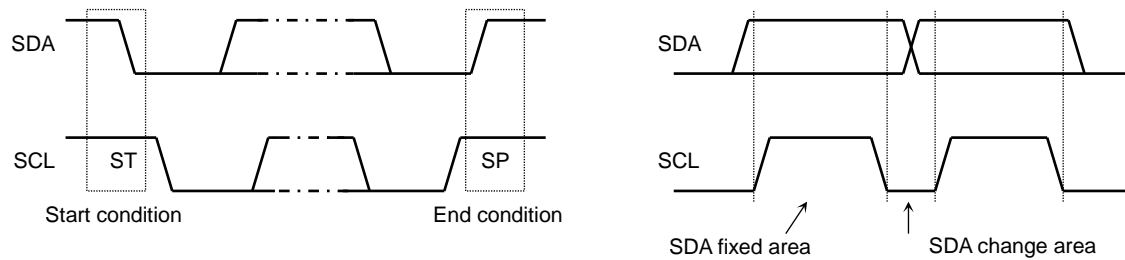 SDA
SCL
ST
SP
Start condition
End condition
SDA
SCL
SDA fixed area
SDA change area